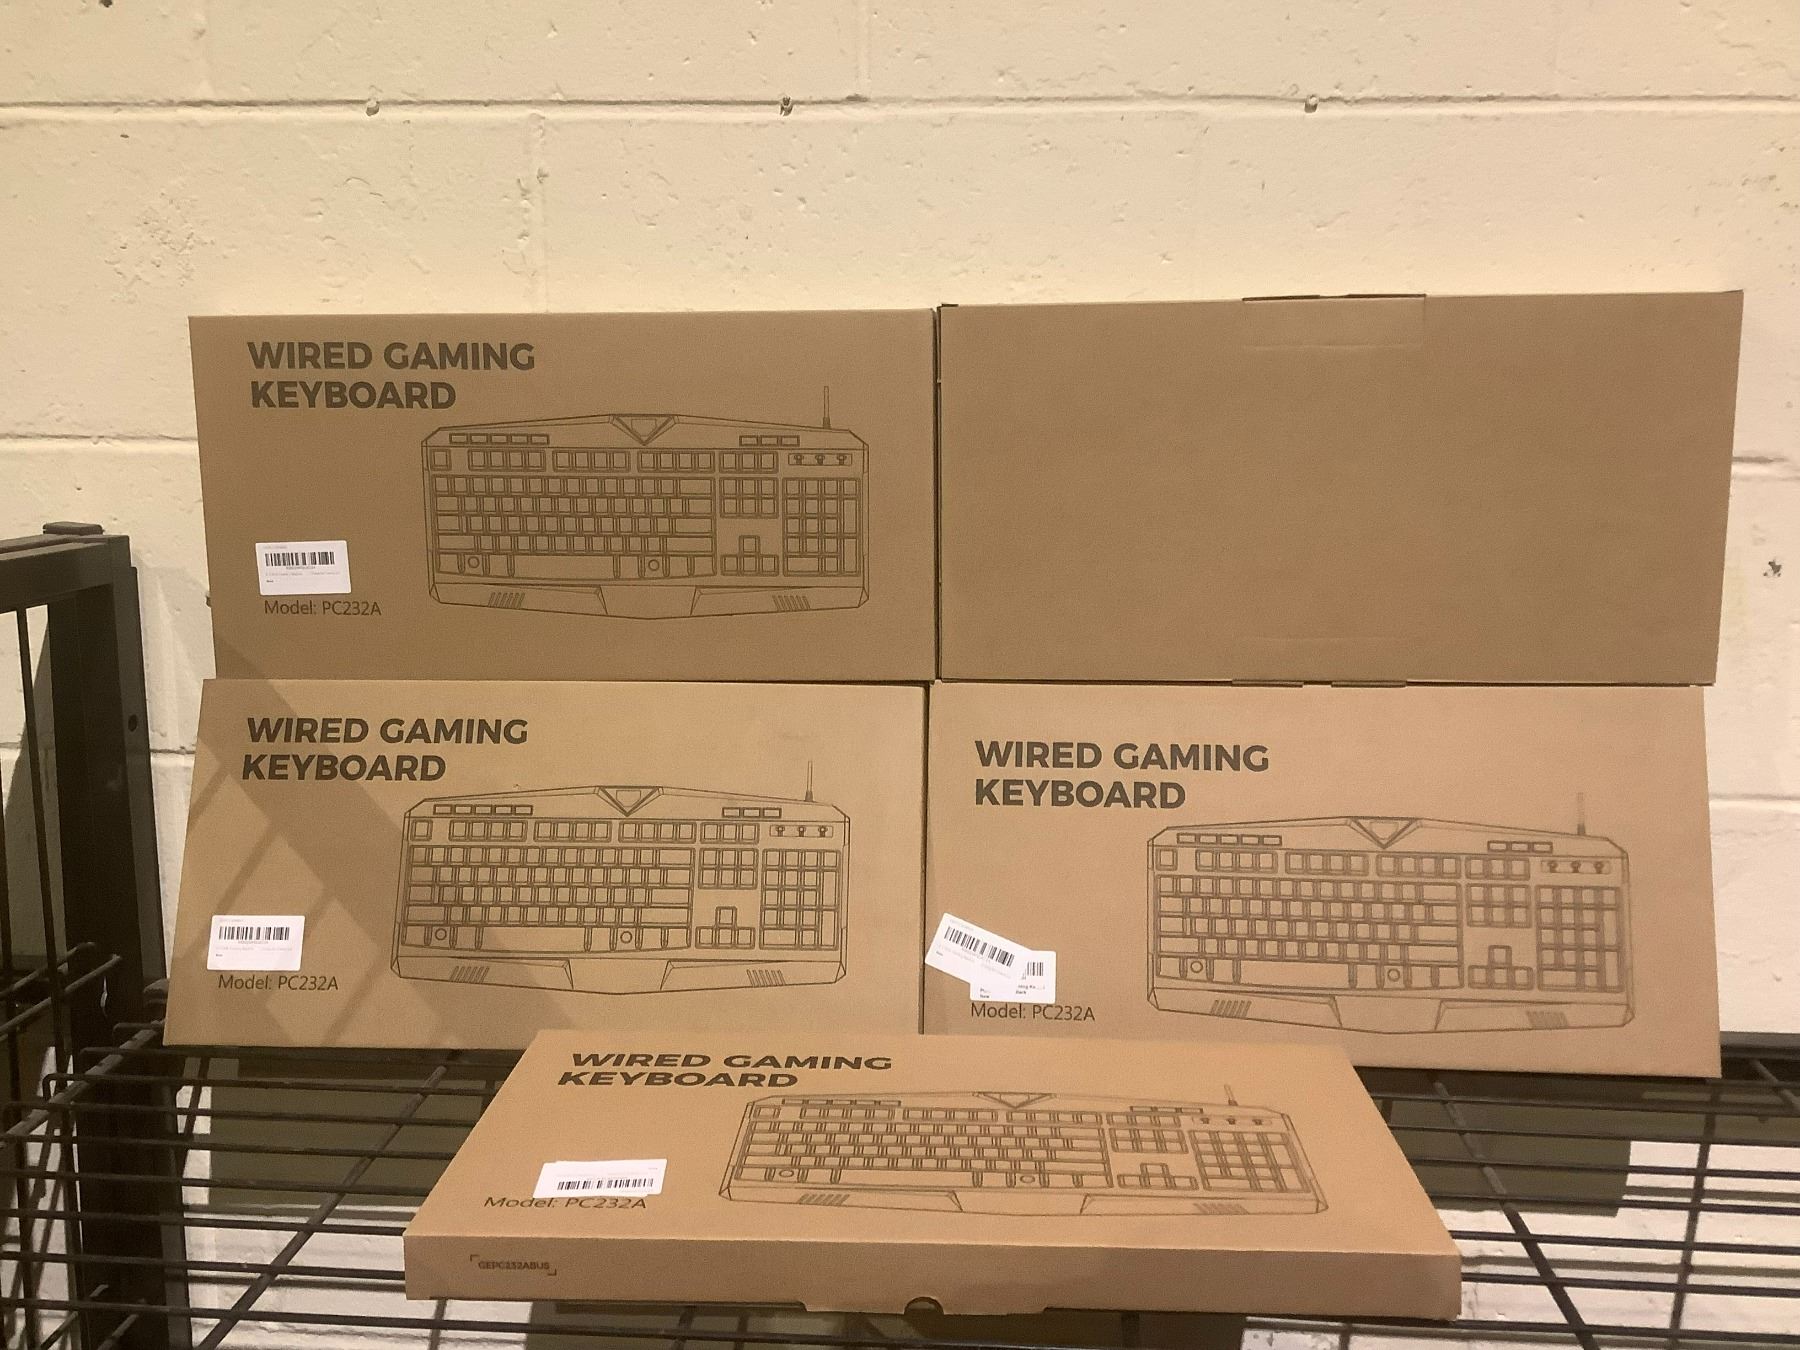 WIRED GAMING
KEYBOARD
Model: PC232A
WIRED GAMING
KEYBOARD
Model: PC232A
WIRED GAMING
KEYBOARD
Model: PC232A
WIRED GAMING
KEYBOARD
Model: PC232A
GEPC232ABUS